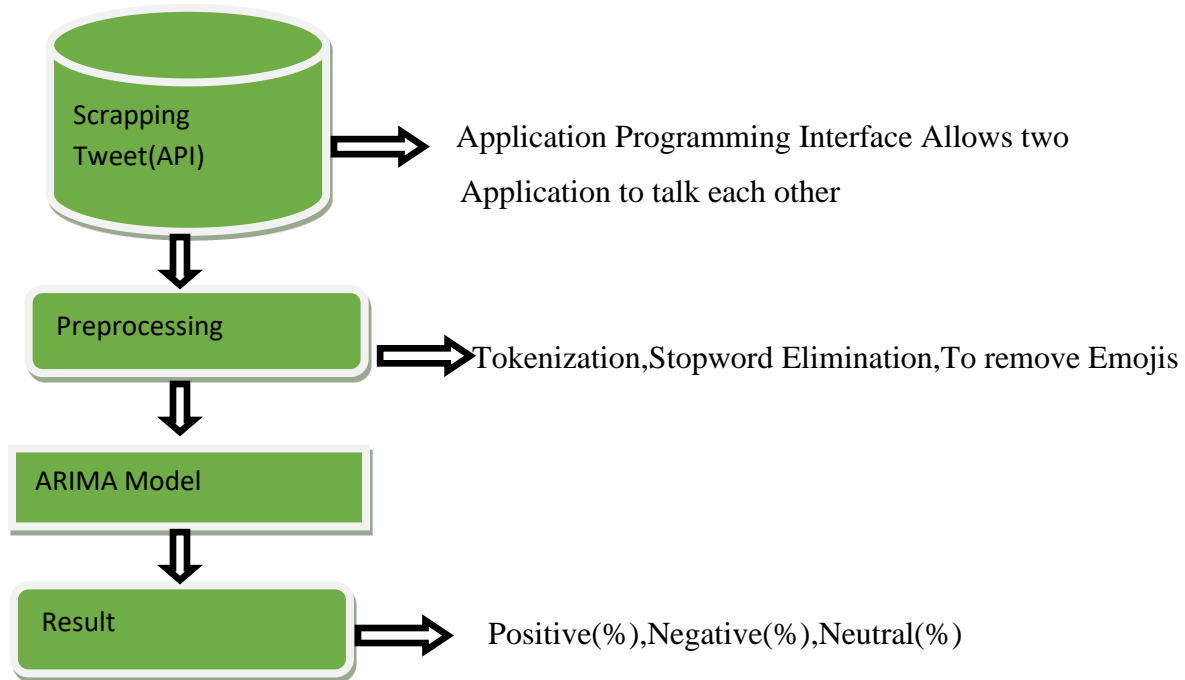 Scrapping
Tweet(API)
Application Programming Interface Allows two
Application to talk each other
Preprocessing
Tokenization,Stopword Elimination,To remove Emojis
ARIMA Model
Result
Positive(%),Negative(%),Neutral(%)